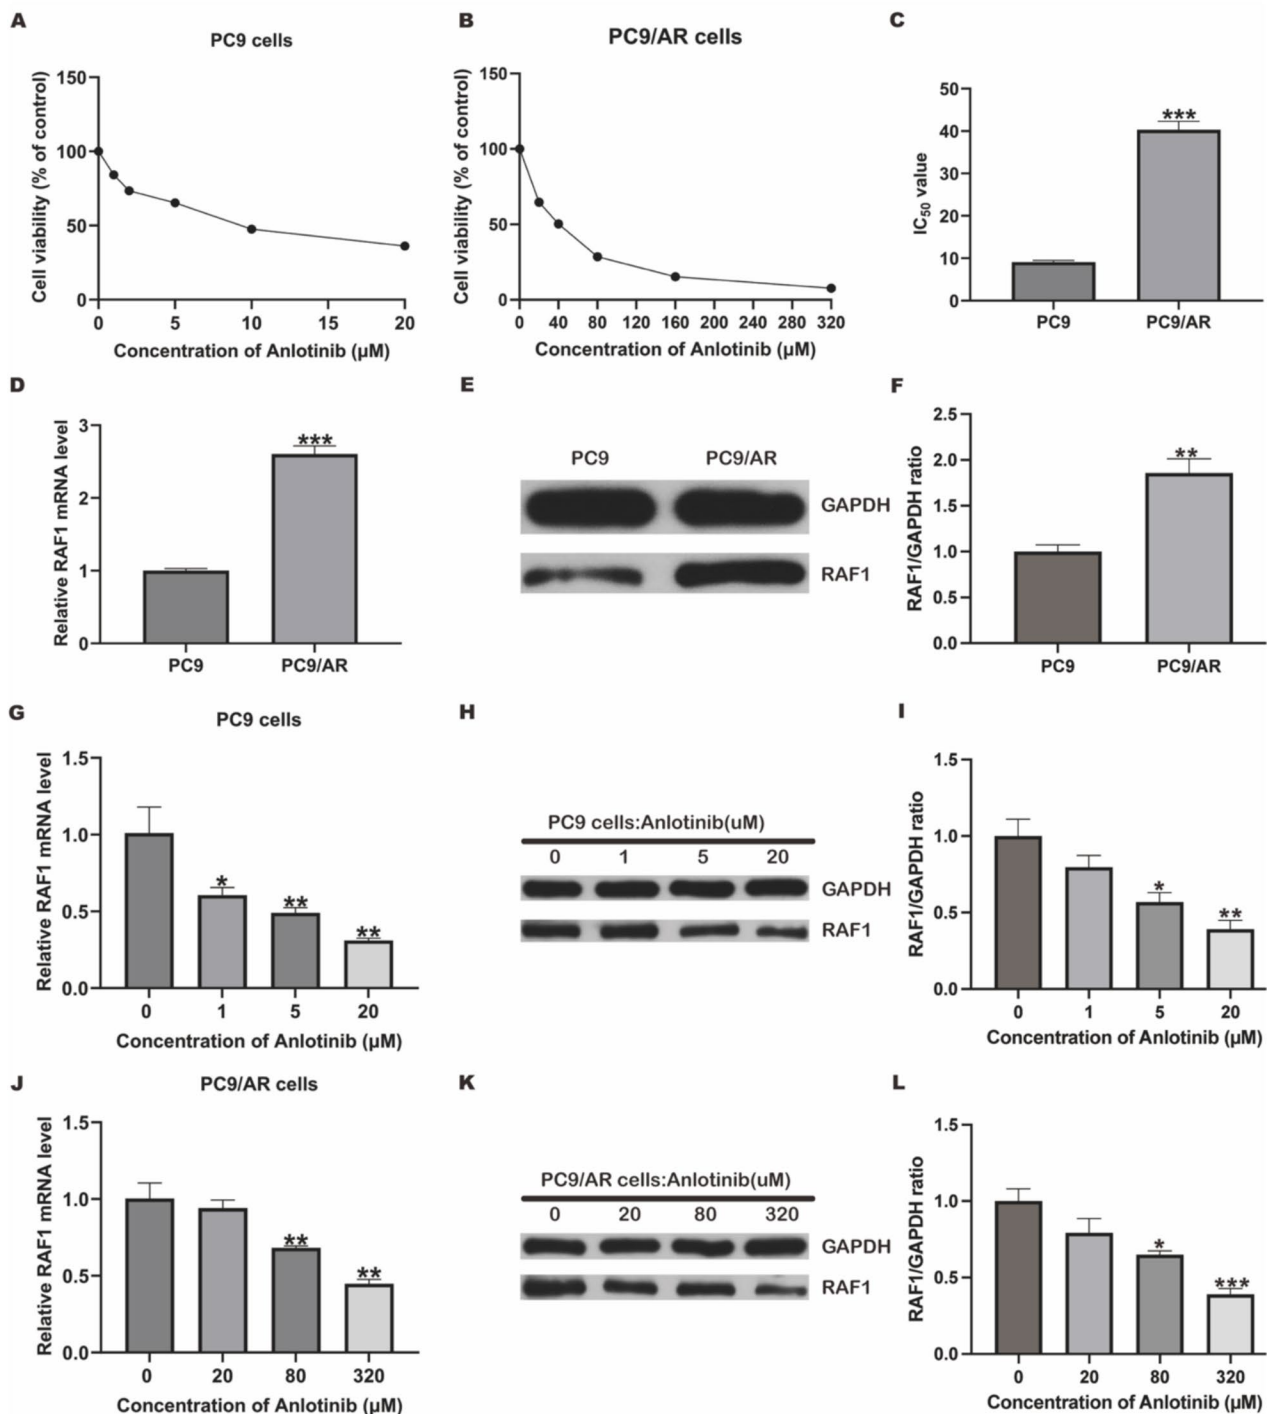 A
PC9 cells
Cell viability (% of control)
150
100
50
0
0 5 10 15 20
Concentration of Anlotinib (μM)
B
PC9/AR cells
Cell viability (% of control)
150
100
50
0
0 40 80 120 160 200 240 280 320
Concentration of Anlotinib (μM)
C
IC50 value
50
40
30
20
10
0
***
PC9 PC9/AR
D
Relative RAF1 mRNA level
3
2
1
0
***
PC9 PC9/AR
E
PC9 PC9/AR
GAPDH
RAF1
F
RAF1/GAPDH ratio
2.5
2.0
1.5
1.0
0.5
0.0
**
PC9 PC9/AR
G
PC9 cells
Relative RAF1 mRNA level
1.5
1.0
0.5
0.0
* ** **
0 1 5 20
Concentration of Anlotinib (μM)
H
PC9 cells:Anlotinib(uM)
0 1 5 20
GAPDH
RAF1
I
RAF1/GAPDH ratio
1.5
1.0
0.5
0.0
* **
0 1 5 20
Concentration of Anlotinib (μM)
J
PC9/AR cells
Relative RAF1 mRNA level
1.5
1.0
0.5
0.0
** **
0 20 80 320
Concentration of Anlotinib (μM)
K
PC9/AR cells:Anlotinib(uM)
0 20 80 320
GAPDH
RAF1
L
RAF1/GAPDH ratio
1.5
1.0
0.5
0.0
* ***
0 20 80 320
Concentration of Anlotinib (μM)